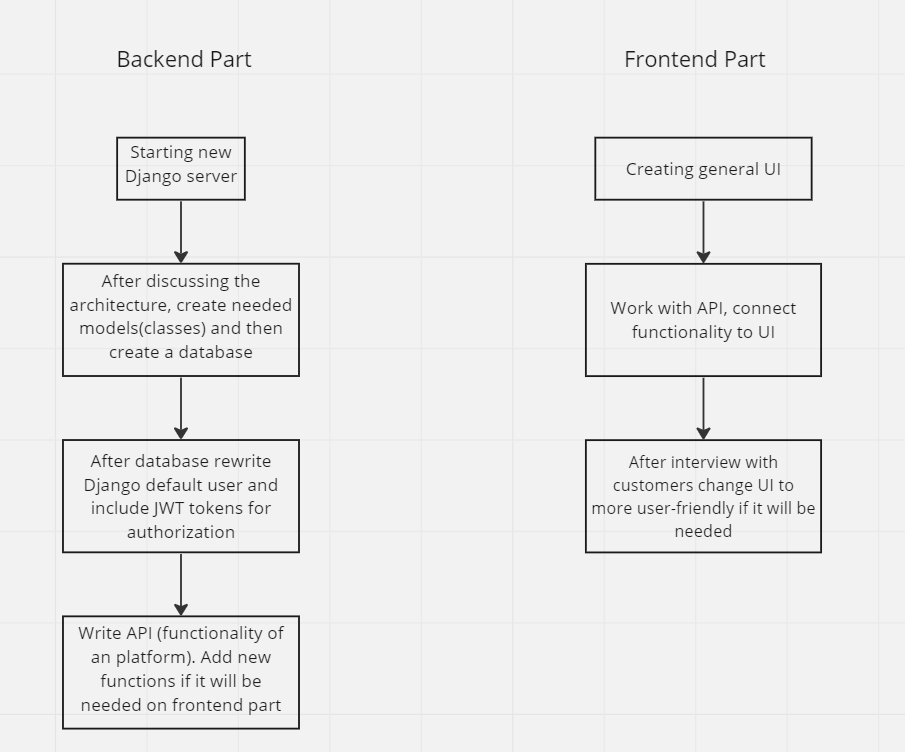 Backend Part
Starting new
Django server
After discussing the
architecture, create needed
models(classes) and then
create a database
After database rewrite
Django default user and
include JWT tokens for
authorization
Write API (functionality of
an platform). Add new
functions if it will be
needed on frontend part
Frontend Part
Creating general UI
Work with API, connect
functionality to UI
After interview with
customers change UI to
more user-friendly if it will be
needed